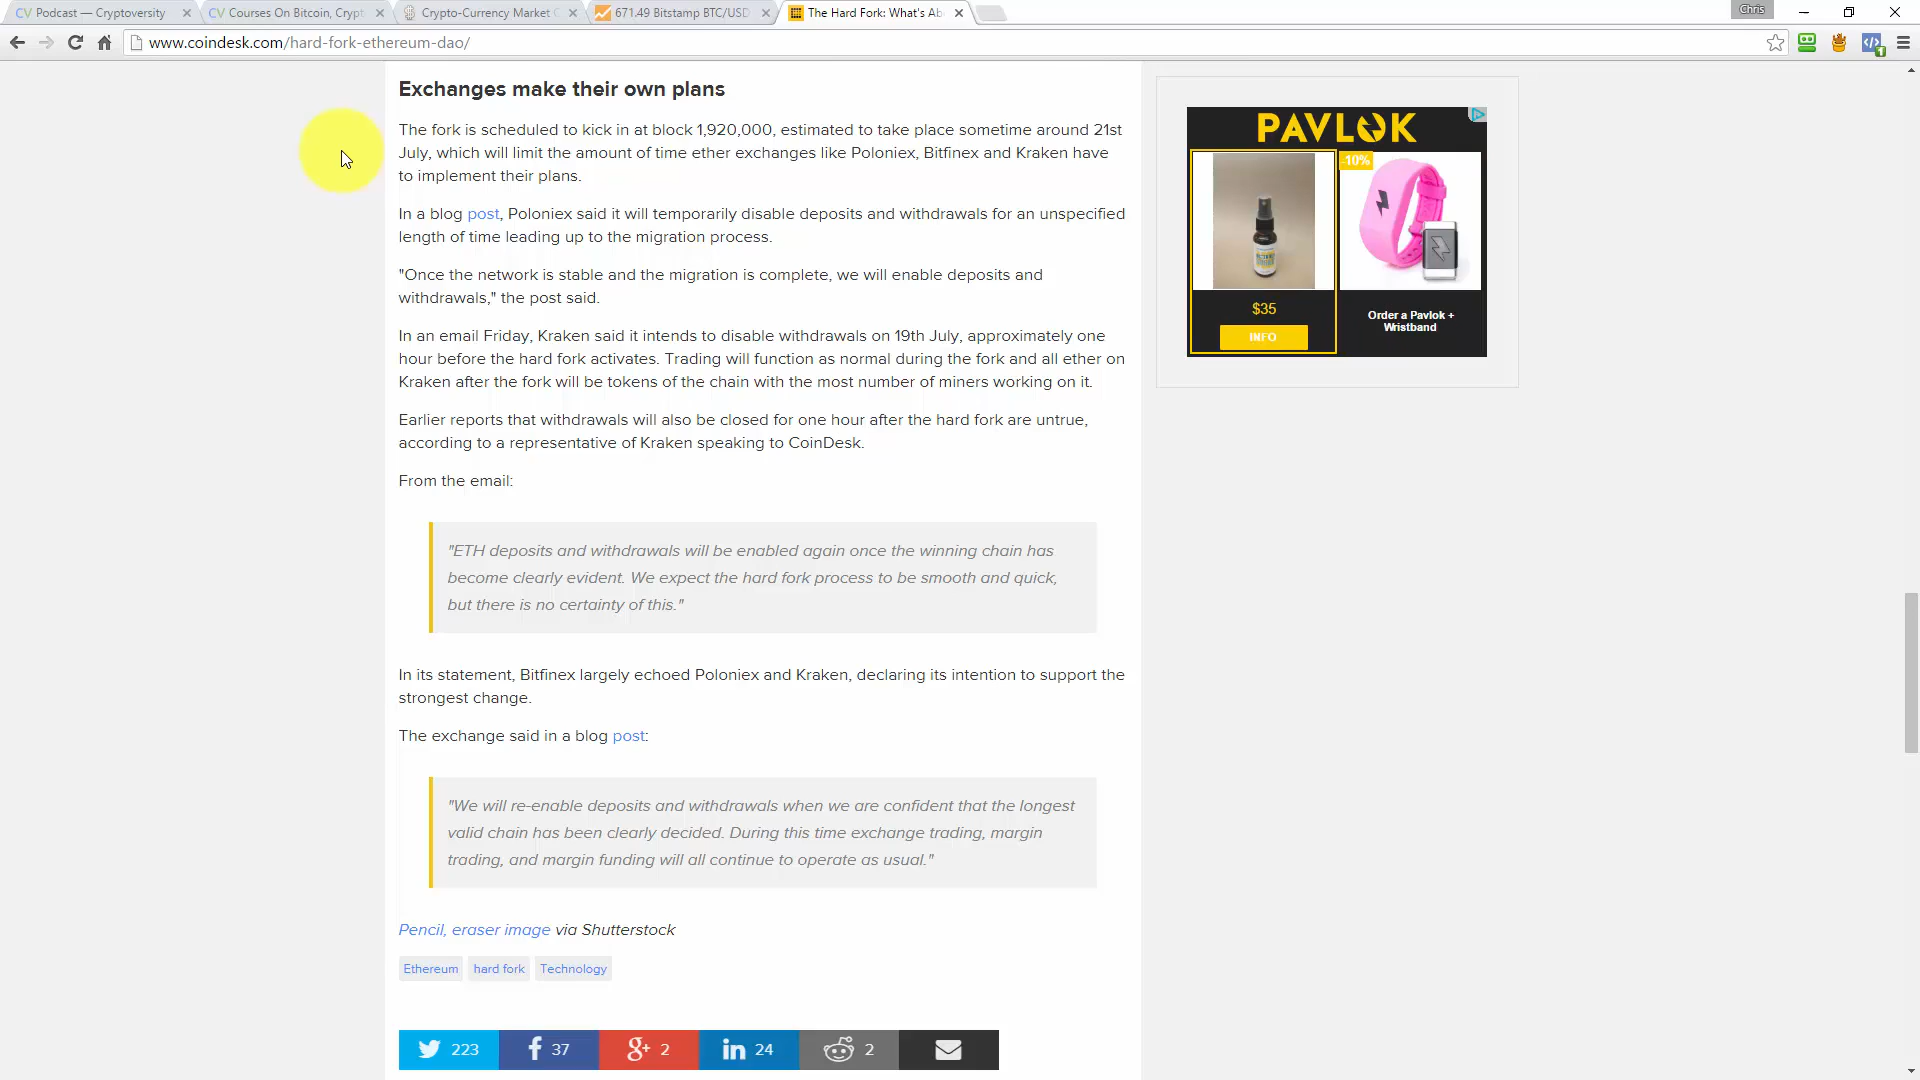 CV Podcast — Cryptoversity
CV Courses On Bitcoin, Crypt
Crypto-Currency Market C
671.49 Bitstamp BTC/USD
The Hard Fork: What's Ab
Chris
www.coindesk.com/hard-fork-ethereum-dao/
Exchanges make their own plans
The fork is scheduled to kick in at block 1,920,000, estimated to take place sometime around 21st
July, which will limit the amount of time ether exchanges like Poloniex, Bitfinex and Kraken have
to implement their plans.
In a blog post, Poloniex said it will temporarily disable deposits and withdrawals for an unspecified
length of time leading up to the migration process.
"Once the network is stable and the migration is complete, we will enable deposits and
withdrawals," the post said.
In an email Friday, Kraken said it intends to disable withdrawals on 19th July, approximately one
hour before the hard fork activates. Trading will function as normal during the fork and all ether on
Kraken after the fork will be tokens of the chain with the most number of miners working on it.
Earlier reports that withdrawals will also be closed for one hour after the hard fork are untrue,
according to a representative of Kraken speaking to CoinDesk.
From the email:
"ETH deposits and withdrawals will be enabled again once the winning chain has
become clearly evident. We expect the hard fork process to be smooth and quick,
but there is no certainty of this."
In its statement, Bitfinex largely echoed Poloniex and Kraken, declaring its intention to support the
strongest change.
The exchange said in a blog post:
"We will re-enable deposits and withdrawals when we are confident that the longest
valid chain has been clearly decided. During this time exchange trading, margin
trading, and margin funding will all continue to operate as usual."
Pencil, eraser image via Shutterstock
Ethereum hard fork Technology
223 37 g+ 2 in 24 2
PAVLOK
-10%
$35
INFO
Order a Pavlok +
Wristband